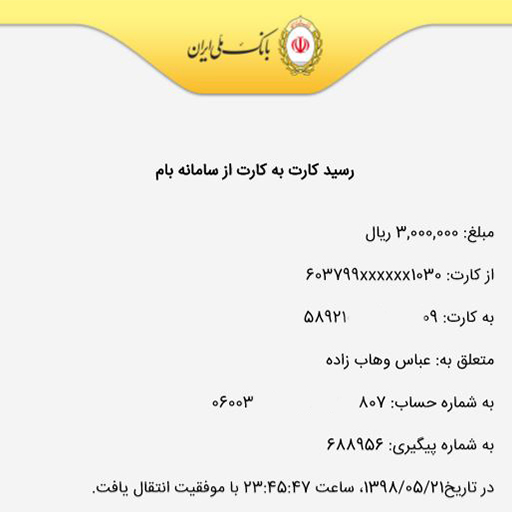 بانک ملی ایران
رسید کارت به کارت از سامانه بام
مبلغ: ۳,۰۰۰,۰۰۰ ریال
از کارت: ۶۰۳۷۹۹xxxxxx۱۰۳۰
به کارت: ۵۸۹۲۱ ۰۹
متعلق به: عباس وهاب زاده
به شماره حساب: ۸۰۷ ۰۶۰۰۳
به شماره پیگیری: ۶۸۸۹۵۶
در تاریخ۱۳۹۸/۰۵/۲۱، ساعت ۲۳:۴۵:۴۷ با موفقیت انتقال یافت.